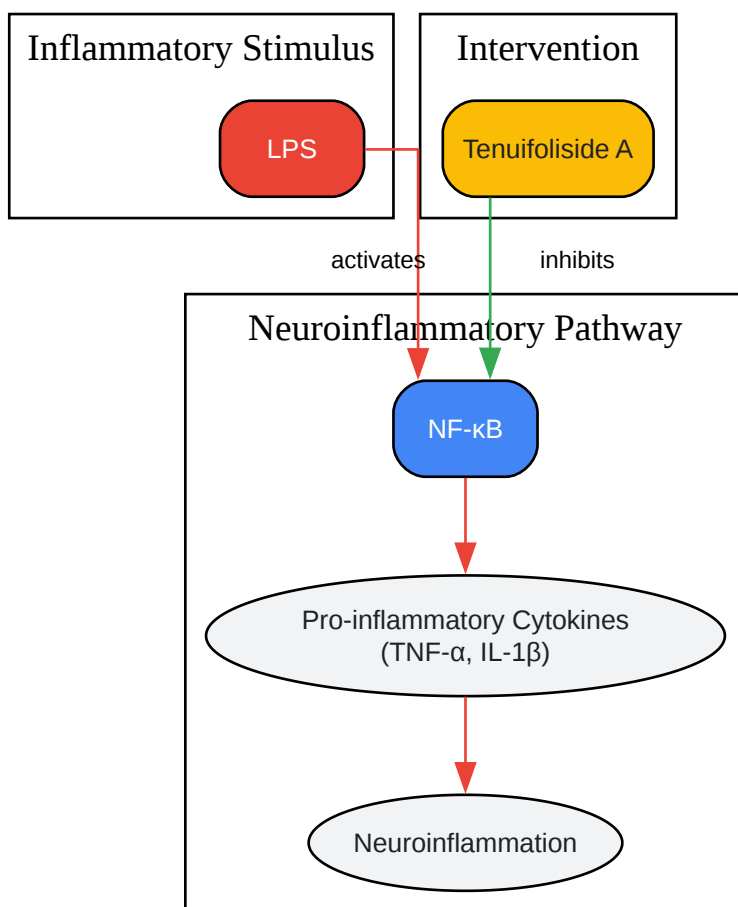 Inflammatory Stimulus
Intervention
LPS
Tenuifoliside A
activates
inhibits
Neuroinflammatory Pathway
NF-κB
Pro-inflammatory Cytokines
(TNF-α, IL-1β)
Neuroinflammation